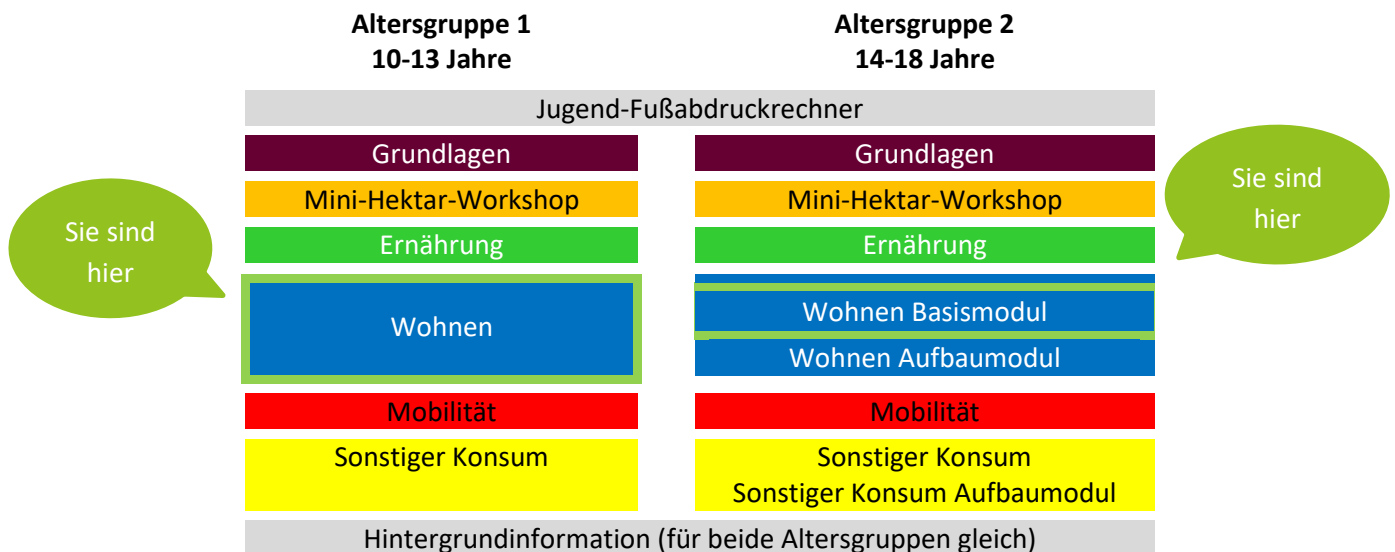 Altersgruppe 1
10-13 Jahre
Altersgruppe 2
14-18 Jahre
Jugend-Fußabdruckrechner
Grundlagen
Grundlagen
Mini-Hektar-Workshop
Mini-Hektar-Workshop
Sie sind
hier
Sie sind
hier
Ernährung
Ernährung
Wohnen
Wohnen Basismodul
Wohnen Aufbaumodul
Mobilität
Mobilität
Sonstiger Konsum
Sonstiger Konsum
Sonstiger Konsum Aufbaumodul
Hintergrundinformation (für beide Altersgruppen gleich)